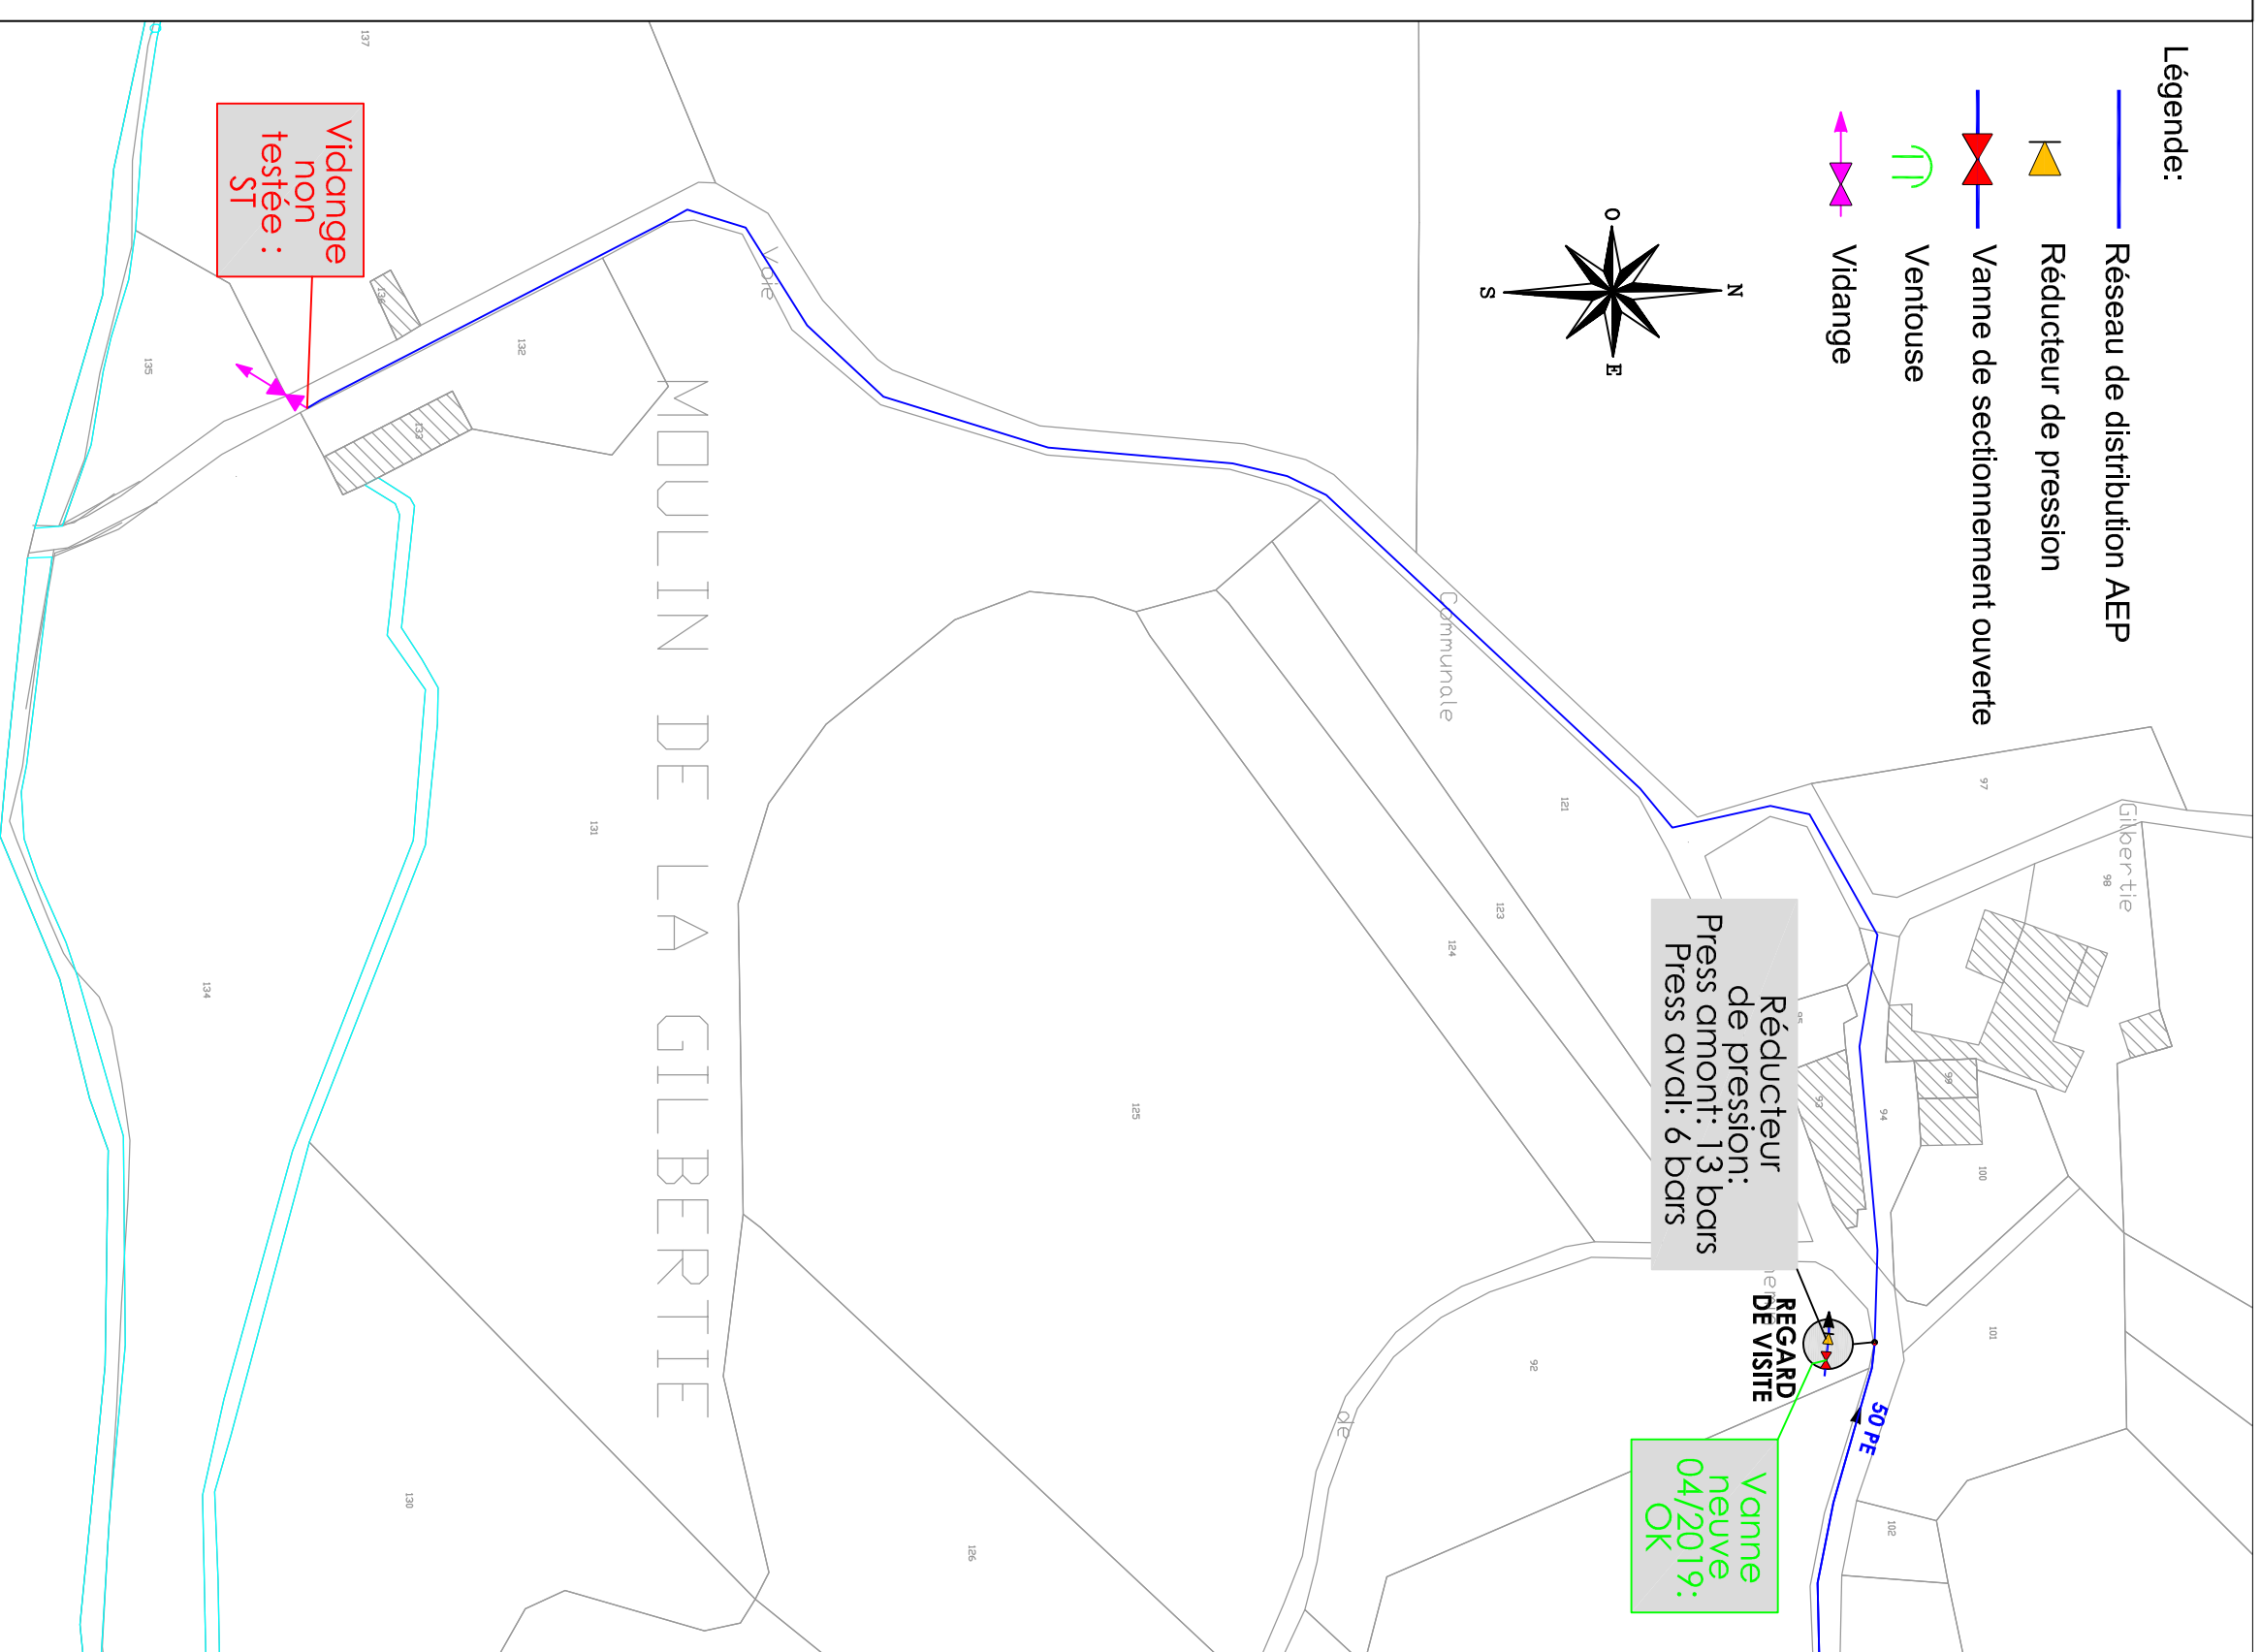 Légende:
Réseau de distribution AEP
Réducteur de pression
Vanne de sectionnement ouverte
Ventouse
Vidange
N
O
E
S
Gilbertie
97
98
99
100
101
102
94
93
95
92
121
123
124
125
126
130
131
132
133
134
135
136
137
Voie
Communale
de
MOULIN DE LA GILBERTIE
Réducteur
de pression:
Press amont: 13 bars
Press aval: 6 bars
REGARD
DE VISITE
50 PE
Vanne
neuve
04/2019:
OK
Vidange
non
testée :
ST